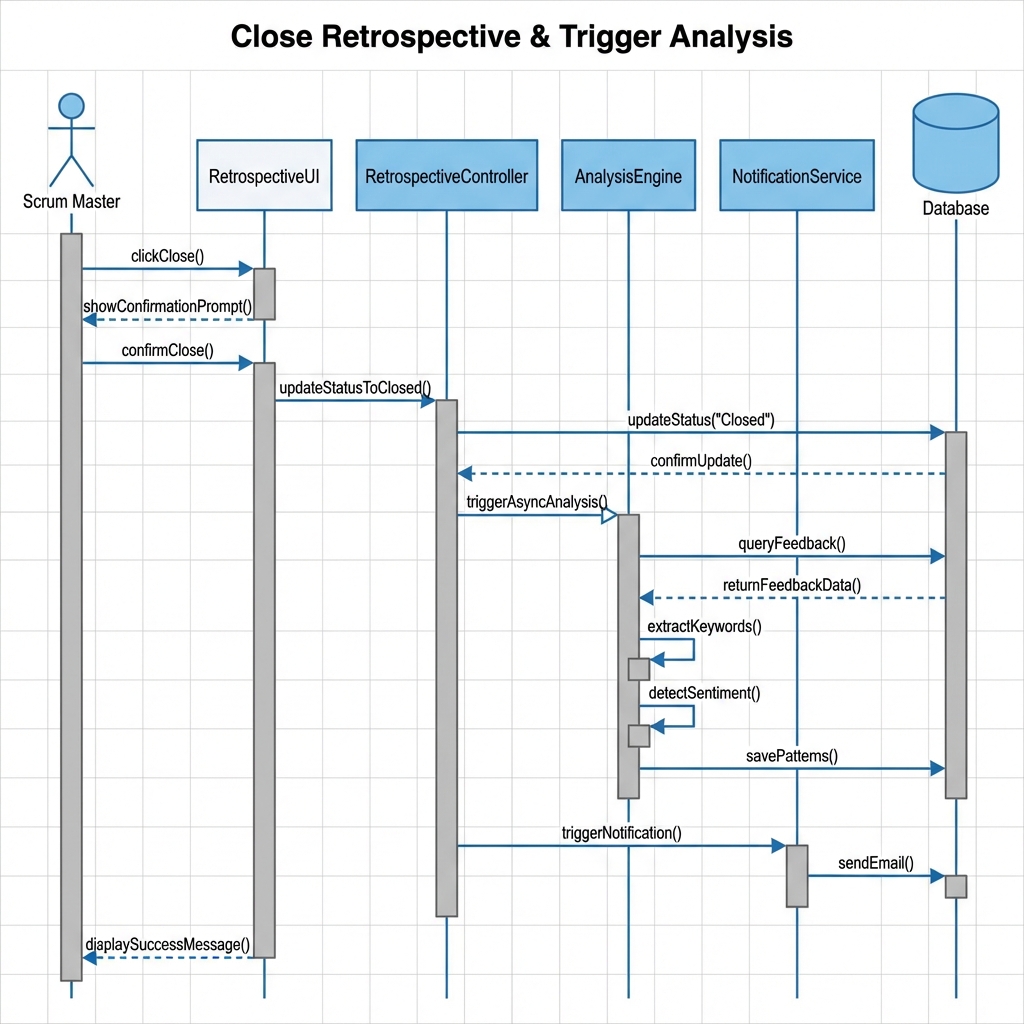 Close Retrospective & Trigger Analysis
Scrum Master
RetrospectiveUI
RetrospectiveController
AnalysisEngine
NotificationService
Database
clickClose()
showConfirmationPrompt()
confirmClose()
updateStatusToClosed()
updateStatus("Closed")
confirmUpdate()
triggerAsyncAnalysis()
queryFeedback()
returnFeedbackData()
extractKeywords()
detectSentiment()
savePatterns()
triggerNotification()
sendEmail()
diaplaySuccessMessage()